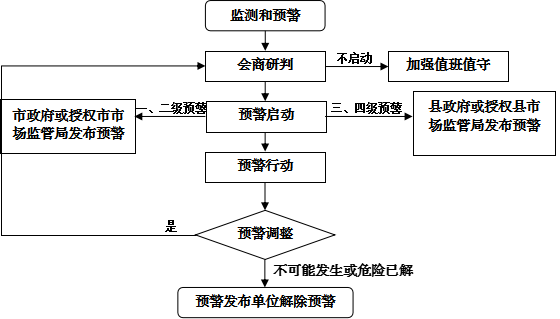 监测和预警
会商研判
不启动
加强值班值守
市政府或授权市市
场监管局发布预警
一、二级预警
预警启动
三、四级预警
县政府或授权县市
场监管局发布预警
预警行动
是
预警调整
不可能发生或危险已解
预警发布单位解除预警